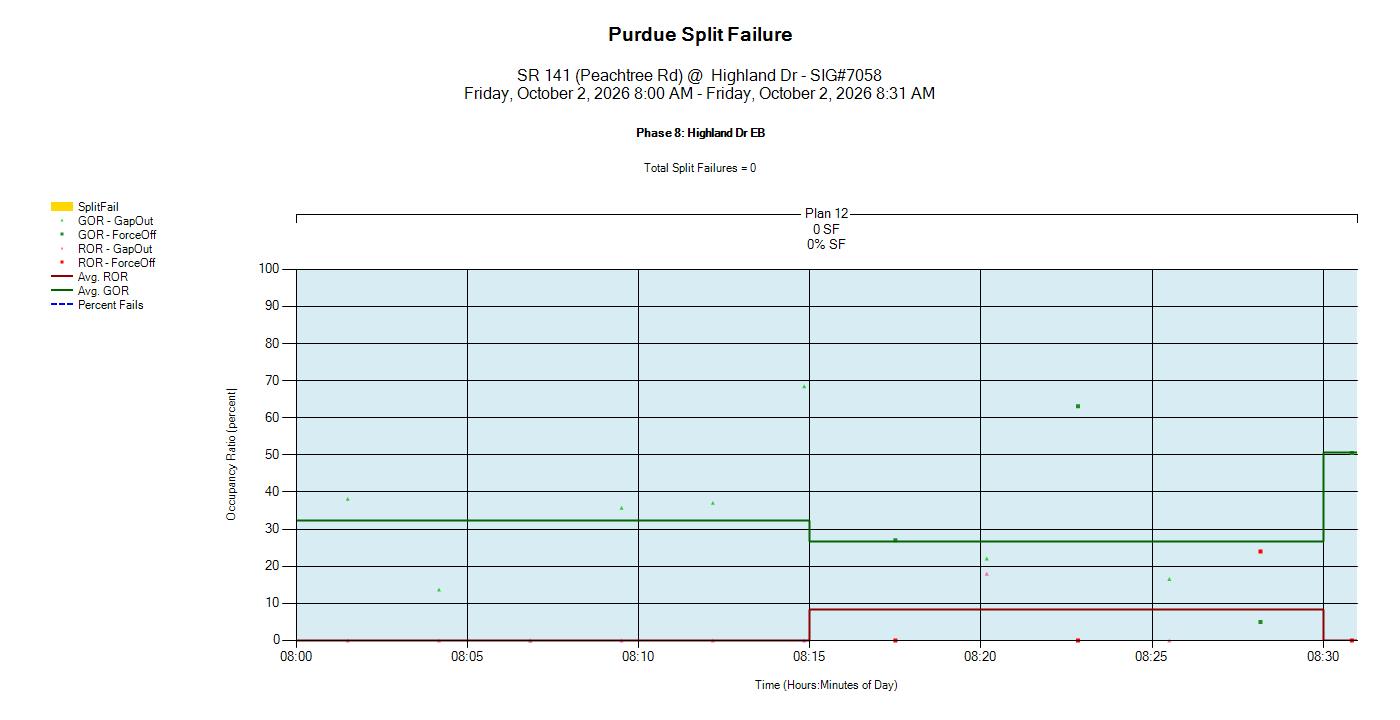 Purdue Split Failure
SR 141 (Peachtree Rd) @ Highland Dr - SIG#7058
Friday, October 2, 2026 8:00 AM - Friday, October 2, 2026 8:31 AM
Phase 8: Highland Dr EB
Total Split Failures = 0
SplitFail
GOR - GapOut
GOR - ForceOff
ROR - GapOut
ROR - ForceOff
Avg. ROR
Avg. GOR
Percent Fails
Plan 12
0 SF
0% SF
100
90
80
70
60
50
40
30
20
10
0
Occupancy Ratio (percent)
08:00 08:05 08:10 08:15 08:20 08:25 08:30
Time (Hours:Minutes of Day)